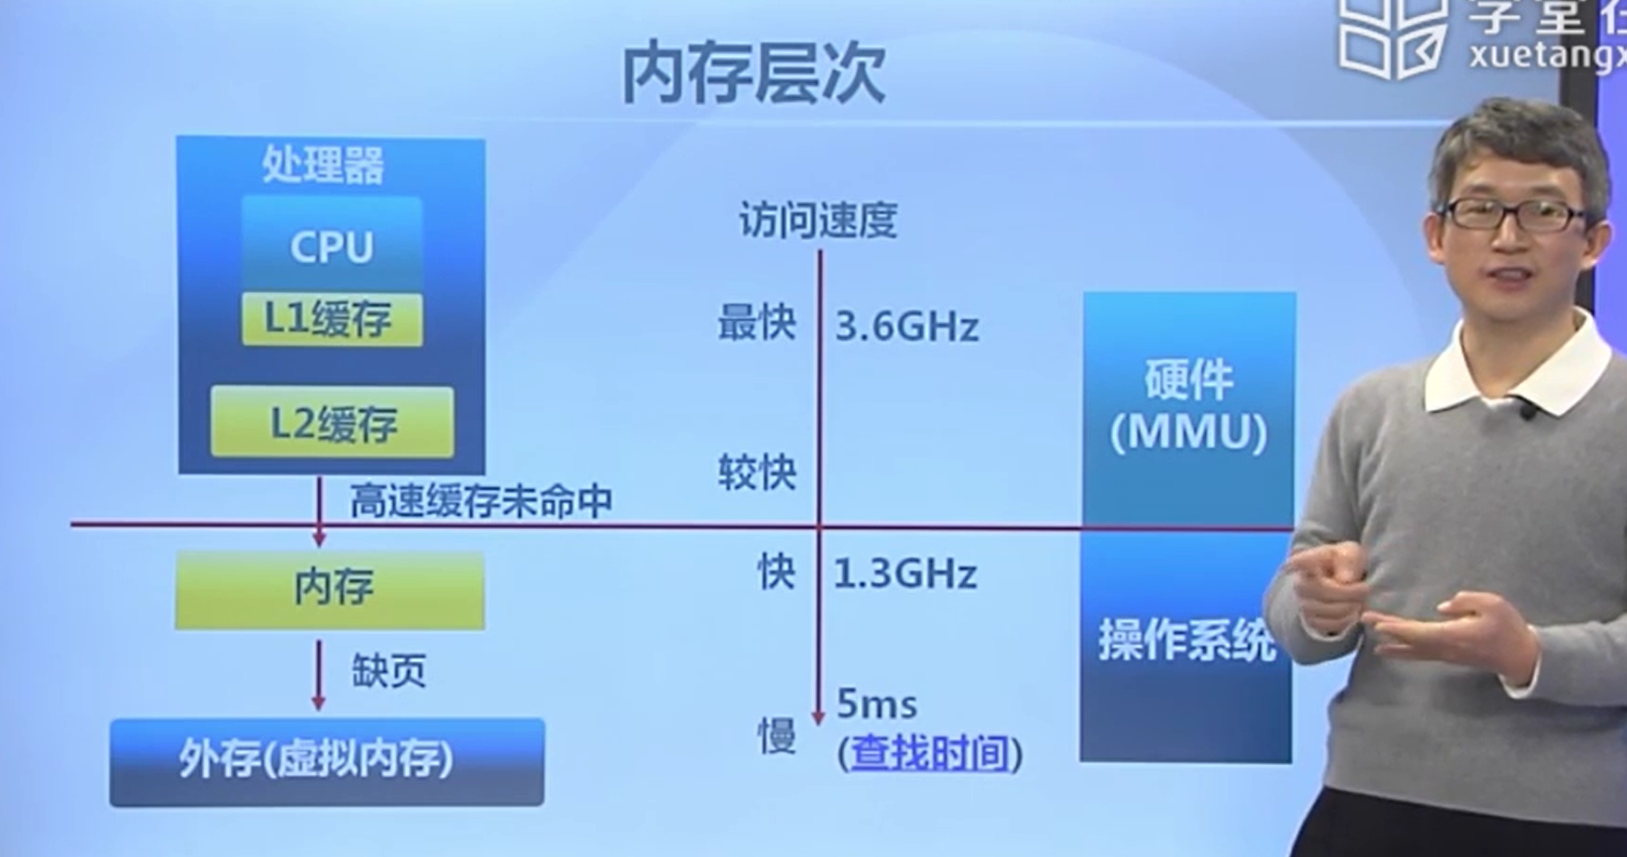 内存层次
学堂在
xuetangx
处理器
CPU
L1缓存
L2缓存
高速缓存未命中
内存
缺页
外存(虚拟内存)
访问速度
最快 3.6GHz
较快
快 1.3GHz
慢 5ms
(查找时间)
硬件
(MMU)
操作系统